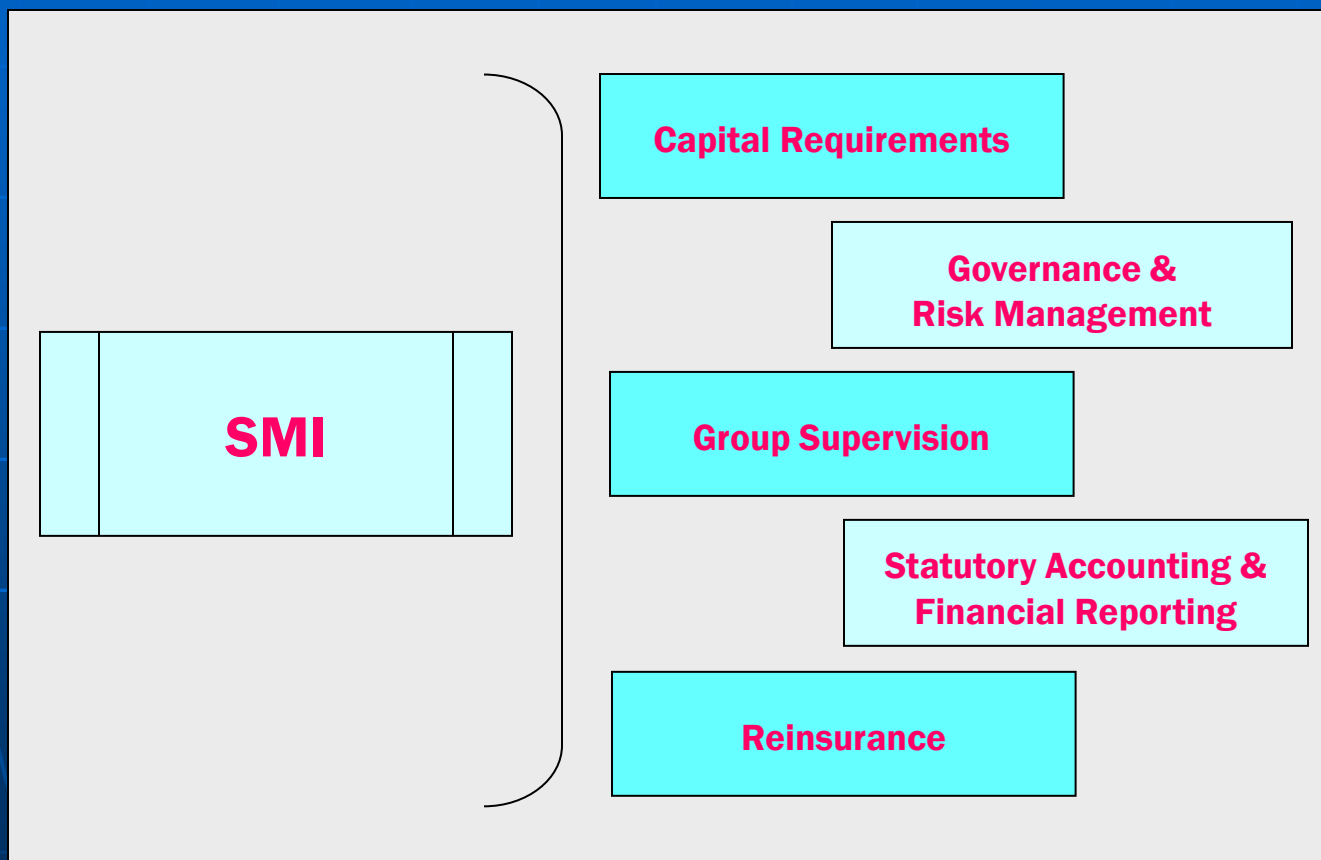 SMI
Capital Requirements
Governance &
Risk Management
Group Supervision
Statutory Accounting &
Financial Reporting
Reinsurance